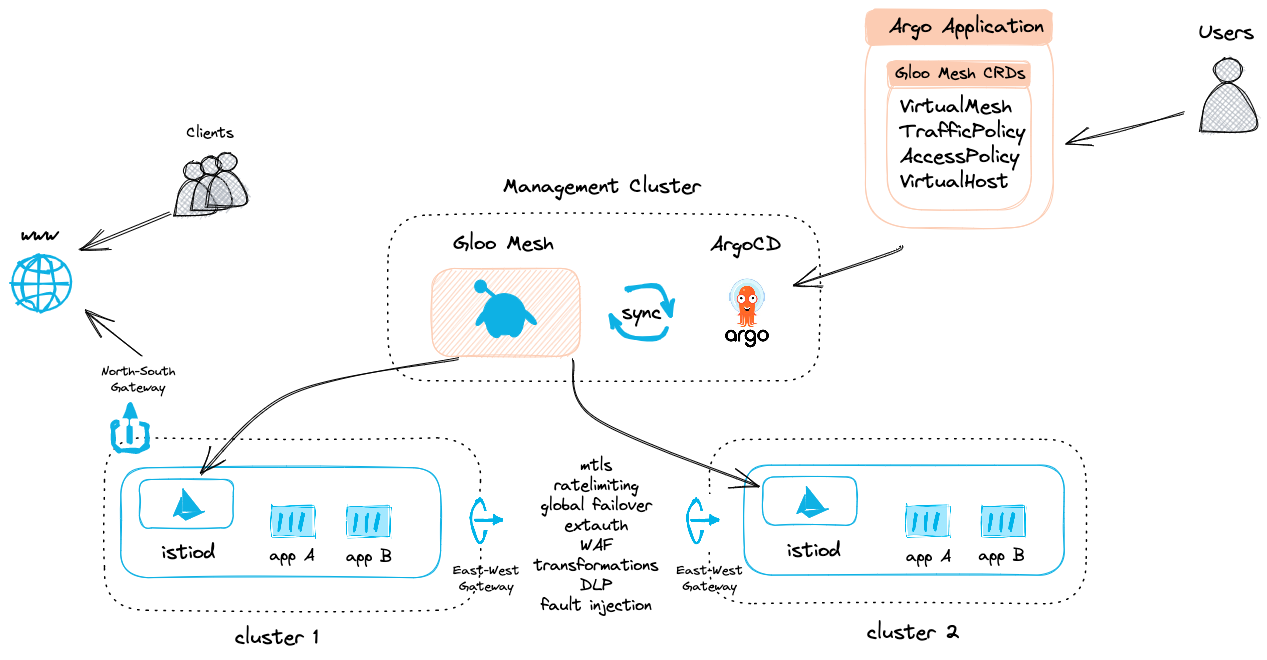 Argo Application
Users
Gloo Mesh CRDs
VirtualMesh
TrafficPolicy
AccessPolicy
VirtualHost
Clients
Management Cluster
www
Gloo Mesh
ArgoCD
sync
argo
North-South
Gateway
mtls
ratelimiting
global failover
extauth
WAF
transformations
DLP
fault injection
istiod
app A
app B
East-West
Gateway
East-West
Gateway
istiod
app A
app B
cluster 1
cluster 2